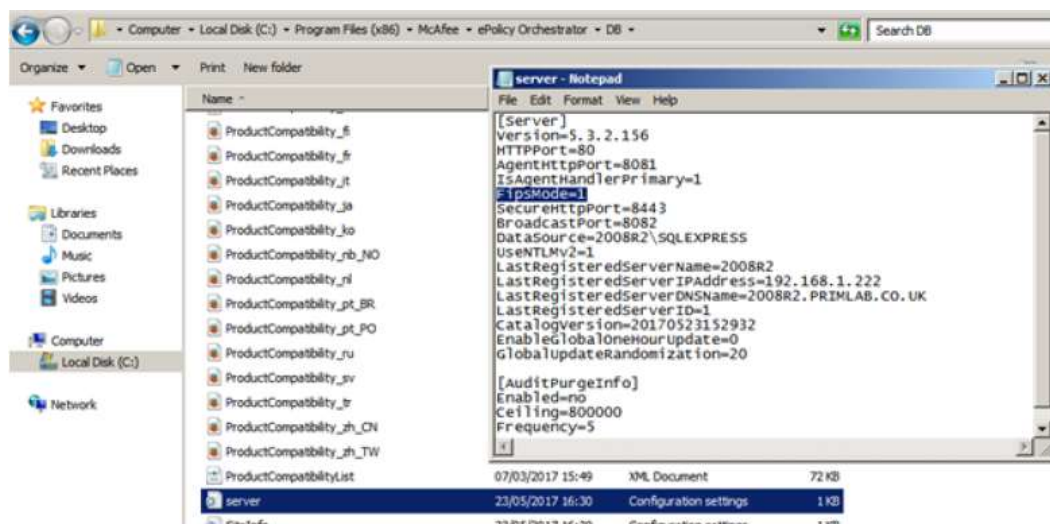 Computer Local Disk (C:) Program Files (x86) McAfee ePolicy Orchestrator DB
Search DB
Organize Open Print New folder
Favorites
Desktop
Downloads
Recent Places
Libraries
Documents
Music
Pictures
Videos
Computer
Local Disk (C:)
Network
Name
ProductCompatibility_fi
ProductCompatibility_fr
ProductCompatibility_it
ProductCompatibility_ja
ProductCompatibility_ko
ProductCompatibility_nb_NO
ProductCompatibility_nl
ProductCompatibility_pt_BR
ProductCompatibility_pt_PO
ProductCompatibility_ru
ProductCompatibility_sv
ProductCompatibility_tr
ProductCompatibility_zh_CN
ProductCompatibility_zh_TW
ProductCompatibilityList 07/03/2017 15:49 XML Document 72 KB
server 23/05/2017 16:30 Configuration settings 1 KB
server - Notepad
File Edit Format View Help
[Server]
Version=5.3.2.156
HTTPPort=80
AgentHttpPort=8081
IsAgentHandlerPrimary=1
FipsMode=1
SecureHttpPort=8443
BroadcastPort=8082
DataSource=2008R2\SQLEXPRESS
UseNTLMv2=1
LastRegisteredServerName=2008R2
LastRegisteredServerIPAddress=192.168.1.222
LastRegisteredServerDNSName=2008R2.PRIMLAB.CO.UK
LastRegisteredServerID=1
CatalogVersion=20170523152932
EnableGlobalOneHourUpdate=0
GlobalUpdateRandomization=20
[AuditPurgeInfo]
Enabled=no
Ceiling=800000
Frequency=5